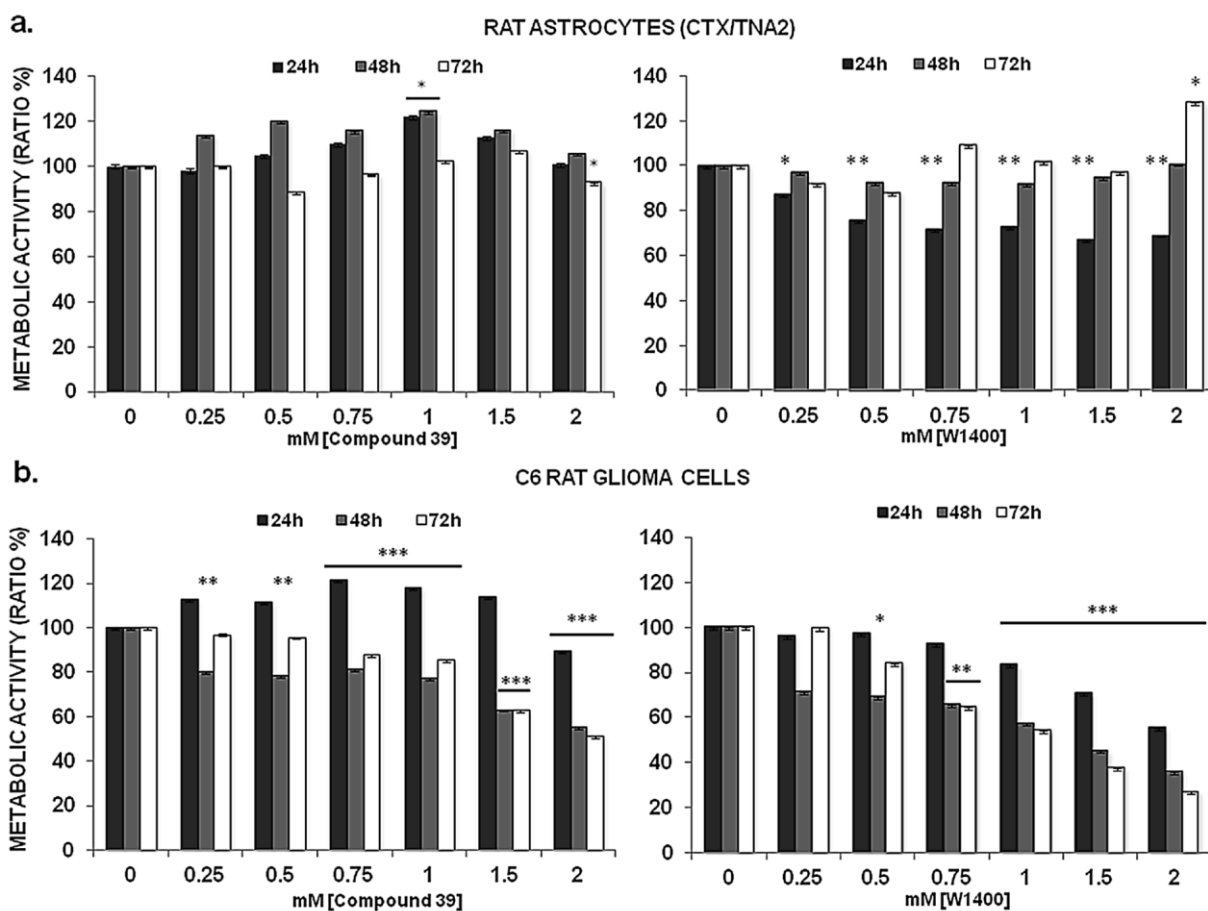 a.
RAT ASTROCYTES (CTX/TNA2)
METABOLIC ACTIVITY (RATIO %)
24h 48h 72h
140
120
100
80
60
40
20
0
*
*
0 0.25 0.5 0.75 1 1.5 2
mM [Compound 39]
24h 48h 72h
140
120
100
80
60
40
20
0
* ** ** ** ** ** *
0 0.25 0.5 0.75 1 1.5 2
mM [W1400]
b.
C6 RAT GLIOMA CELLS
METABOLIC ACTIVITY (RATIO %)
24h 48h 72h
140
120
100
80
60
40
20
0
** ** *** *** ***
0 0.25 0.5 0.75 1 1.5 2
mM [Compound 39]
24h 48h 72h
140
120
100
80
60
40
20
0
* ** ***
0 0.25 0.5 0.75 1 1.5 2
mM [W1400]